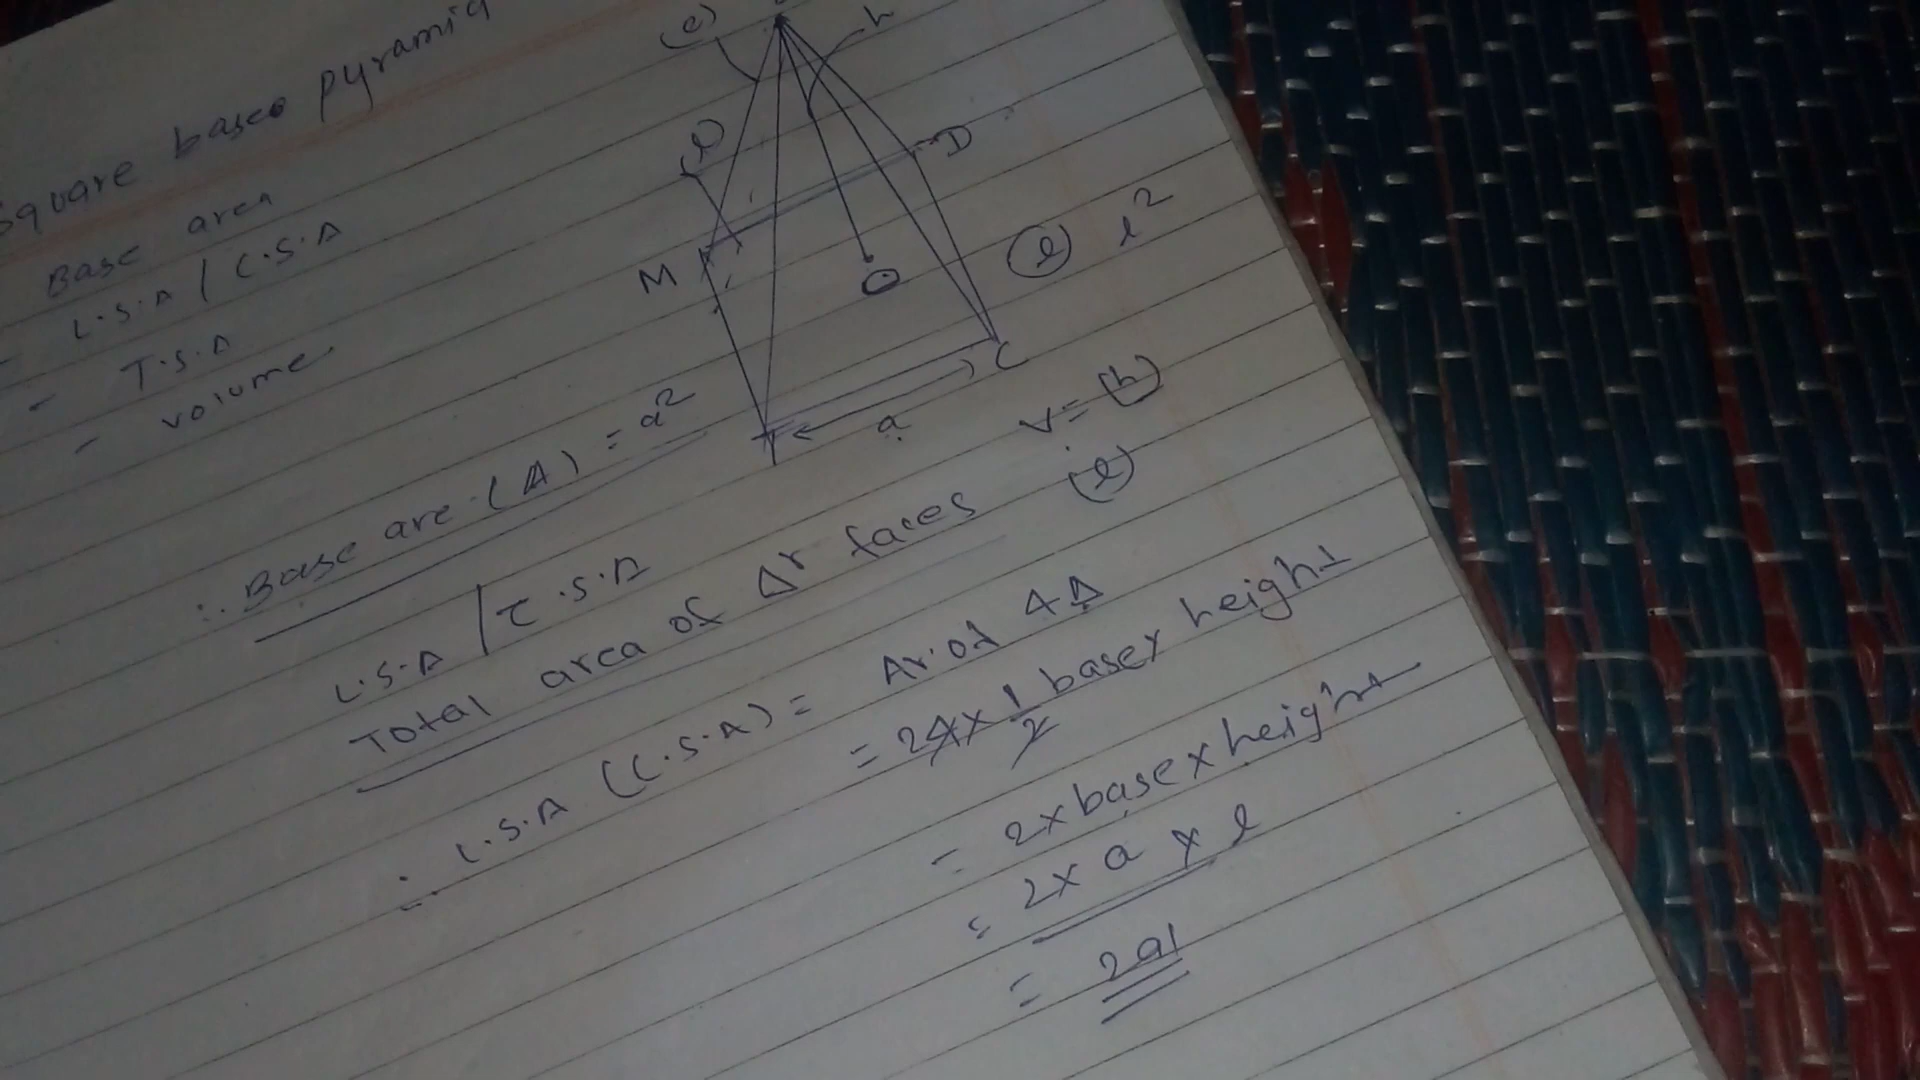 Square based pyramid
Base area
- L.S.A / C.S.A
- T.S.A
- volume
(e)
h
(l)
D
M
O
(l) l²
C
a
V = (h)
(l)
∴ Base are. (A) = a²
L.S.A / C.S.A
Total area of Δr faces
∴ L.S.A (C.S.A) = Ar. of 4Δ
= 2 4 x 1/2 base x height
= 2 x base x height
= 2 x a x l
= 2al